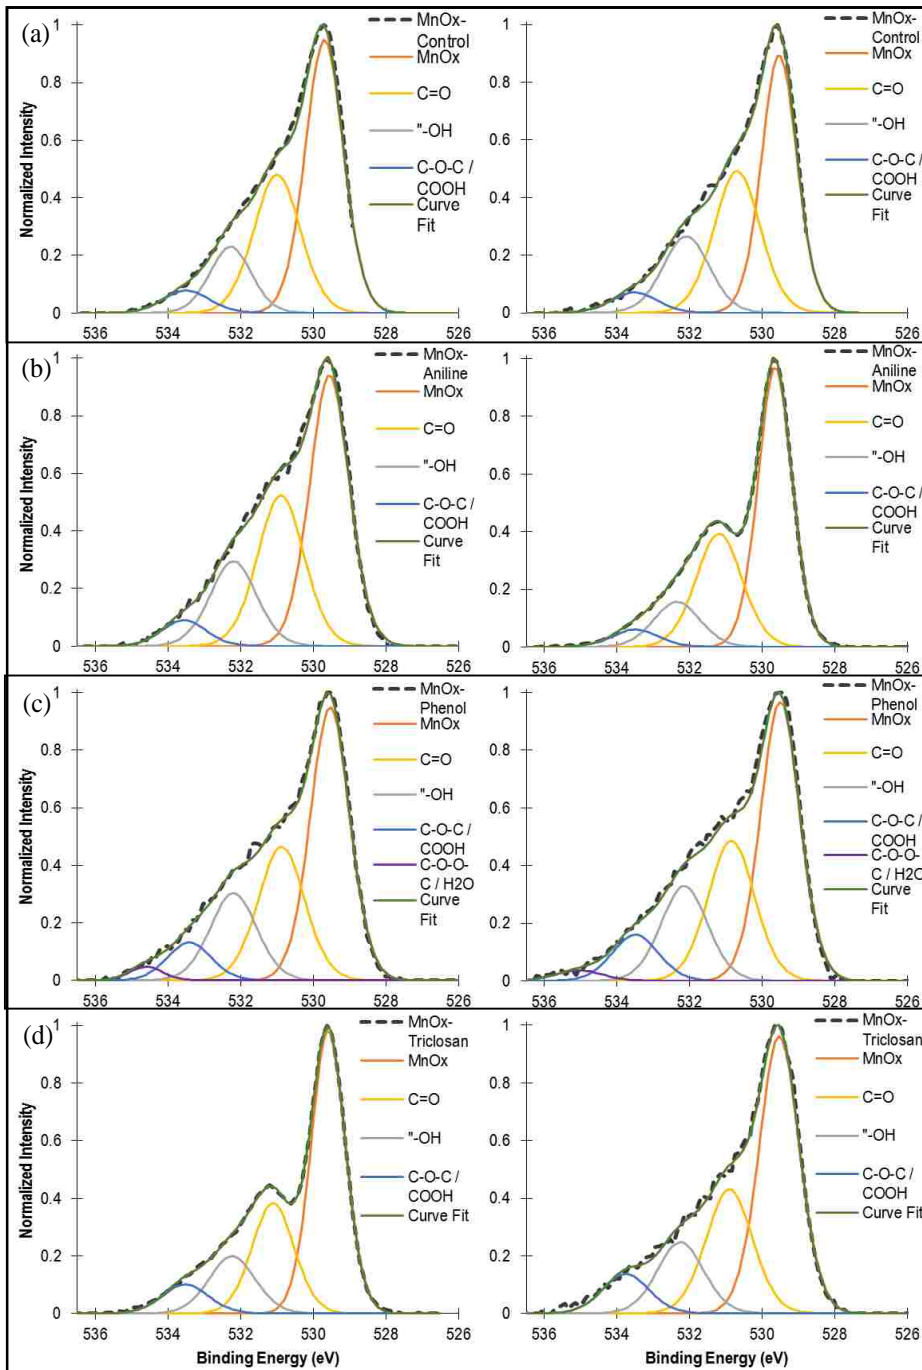 (a)
Normalized Intensity
1
0.8
0.6
0.4
0.2
0
536
534
532
530
528
526
MnOx-
Control
MnOx
C=O
"-OH
C-O-C /
COOH
Curve
Fit
1
0.8
0.6
0.4
0.2
0
536
534
532
530
528
526
MnOx-
Control
MnOx
C=O
"-OH
C-O-C /
COOH
Curve
Fit
(b)
Normalized Intensity
1
0.8
0.6
0.4
0.2
0
536
534
532
530
528
526
MnOx-
Aniline
MnOx
C=O
"-OH
C-O-C /
COOH
Curve
Fit
1
0.8
0.6
0.4
0.2
0
536
534
532
530
528
526
MnOx-
Aniline
MnOx
C=O
"-OH
C-O-C /
COOH
Curve
Fit
(c)
Normalized Intensity
1
0.8
0.6
0.4
0.2
0
536
534
532
530
528
526
MnOx-
Phenol
MnOx
C=O
"-OH
C-O-C /
COOH
C-O-O-
C / H2O
Curve
Fit
1
0.8
0.6
0.4
0.2
0
536
534
532
530
528
526
MnOx-
Phenol
MnOx
C=O
"-OH
C-O-C /
COOH
C-O-O-
C / H2O
Curve
Fit
(d)
Normalized Intensity
1
0.8
0.6
0.4
0.2
0
536
534
532
530
528
526
Binding Energy (eV)
MnOx-
Triclosan
MnOx
C=O
"-OH
C-O-C /
COOH
Curve Fit
1
0.8
0.6
0.4
0.2
0
536
534
532
530
528
526
Binding Energy (eV)
MnOx-
Triclosan
MnOx
C=O
"-OH
C-O-C /
COOH
Curve Fit